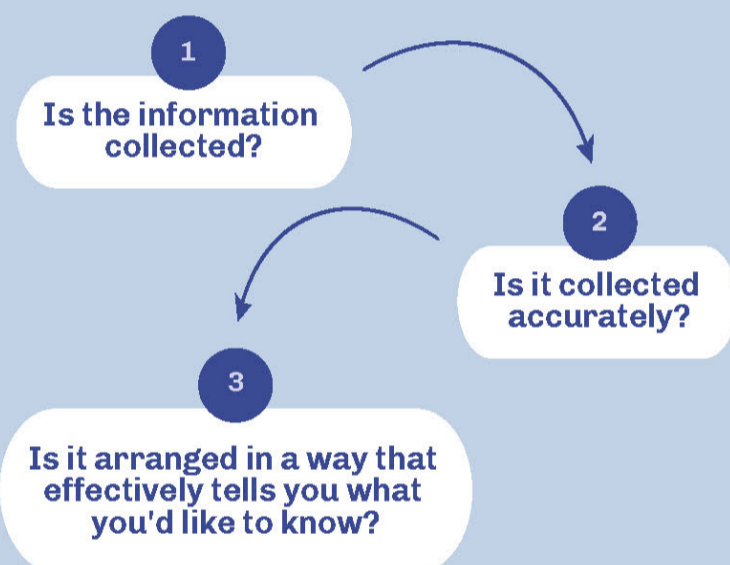 1
Is the information
collected?
2
Is it collected
accurately?
3
Is it arranged in a way that
effectively tells you what
you'd like to know?